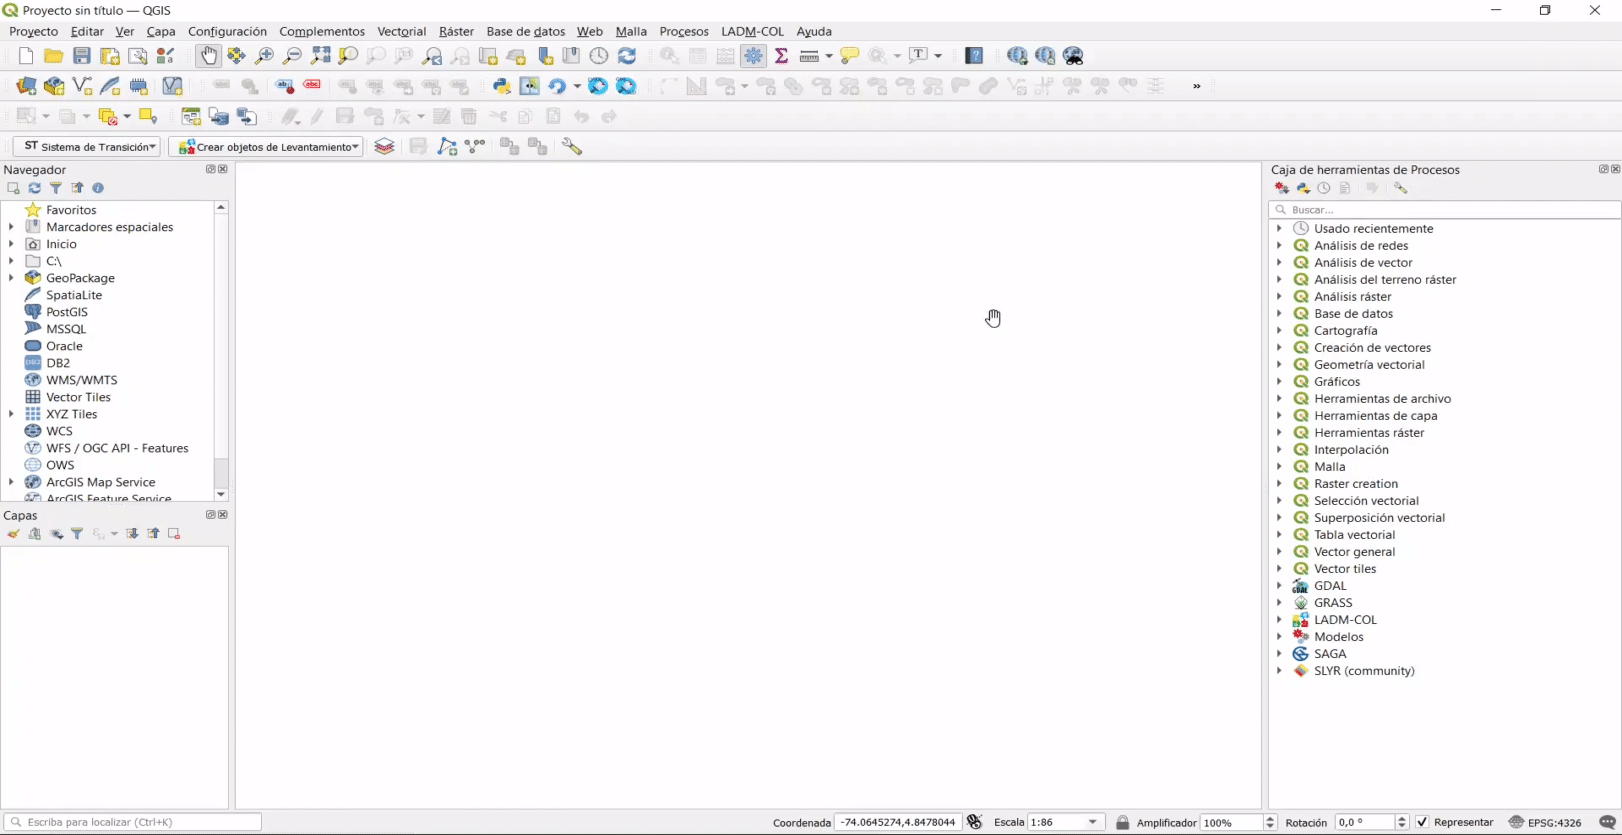 Proyecto sin título — QGIS
Proyecto Editar Ver Capa Configuración Complementos Vectorial Ráster Base de datos Web Malla Procesos LADM-COL Ayuda
ST Sistema de Transición Crear objetos de Levantamiento
Navegador
Favoritos
Marcadores espaciales
Inicio
C:\
GeoPackage
SpatiaLite
PostGIS
MSSQL
Oracle
DB2
WMS/WMTS
Vector Tiles
XYZ Tiles
WCS
WFS / OGC API - Features
OWS
ArcGIS Map Service
ArcGIS Feature Service
Capas
Caja de herramientas de Procesos
Buscar...
Usado recientemente
Análisis de redes
Análisis de vector
Análisis del terreno ráster
Análisis ráster
Base de datos
Cartografía
Creación de vectores
Geometría vectorial
Gráficos
Herramientas de archivo
Herramientas de capa
Herramientas ráster
Interpolación
Malla
Raster creation
Selección vectorial
Superposición vectorial
Tabla vectorial
Vector general
Vector tiles
GDAL
GRASS
LADM-COL
Modelos
SAGA
SLYR (community)
Escriba para localizar (Ctrl+K) Coordenada -74.0645274,4.8478044 Escala 1:86 Amplificador 100% Rotación 0,0 ° Representar EPSG:4326